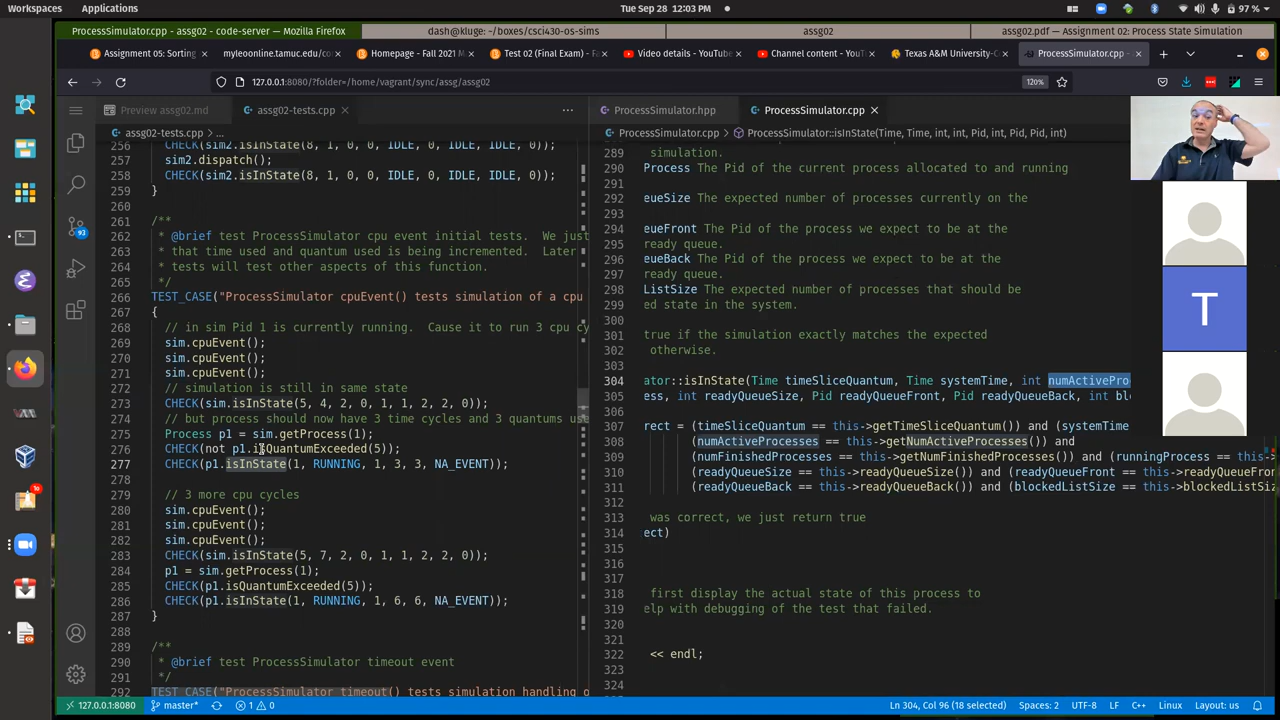 Workspaces
Applications
Tue Sep 28 12:03 PM
97 %
ProcessSimulator.cpp - assg02 - code-server — Mozilla Firefox
dash@kluge:~/boxes/csci430-os-sims
assg02
assg02.pdf — Assignment 02: Process State Simulation
Assignment 05: Sorting
myleoonline.tamuc.edu/co
Homepage - Fall 2021 M
Test 02 (Final Exam) - Fa
Video details - YouTube
Channel content - YouT
Texas A&M University-C
ProcessSimulator.cpp -
127.0.0.1:8080/?folder=/home/vagrant/sync/assg/assg02
120%
Preview assg02.md
assg02-tests.cpp
assg02-tests.cpp > ...
256 CHECK(sim2.isInState(8, 1, 0, 0, IDLE, IDLE, IDLE, 0));
257 sim2.dispatch();
258 CHECK(sim2.isInState(8, 1, 0, 0, IDLE, IDLE, IDLE, 0));
259 }
260
261 /**
262 * @brief test ProcessSimulator cpu event initial tests.  We just
263 * that time used and quantum used is being incremented.  Later
264 * tests will test other aspects of this function.
265 */
266 TEST_CASE("ProcessSimulator cpuEvent() tests simulation of a cpu
267 {
268 // in sim Pid 1 is currently running.  Cause it to run 3 cpu cy
269 sim.cpuEvent();
270 sim.cpuEvent();
271 sim.cpuEvent();
272 // simulation is still in same state
273 CHECK(sim.isInState(5, 4, 2, 0, 1, 1, 2, 2, 0));
274 // but process should now have 3 time cycles and 3 quantums us
275 Process p1 = sim.getProcess(1);
276 CHECK(not p1.isQuantumExceeded(5));
277 CHECK(p1.isInState(1, RUNNING, 1, 3, 3, NA_EVENT));
278
279 // 3 more cpu cycles
280 sim.cpuEvent();
281 sim.cpuEvent();
282 sim.cpuEvent();
283 CHECK(sim.isInState(5, 7, 2, 0, 1, 1, 2, 2, 0));
284 p1 = sim.getProcess(1);
285 CHECK(p1.isQuantumExceeded(5));
286 CHECK(p1.isInState(1, RUNNING, 1, 6, 6, NA_EVENT));
287 }
288
289 /**
290 * @brief test ProcessSimulator timeout event
291 */
292 TEST_CASE("ProcessSimulator timeout() tests simulation handling o
ProcessSimulator.hpp
ProcessSimulator.cpp
ProcessSimulator.cpp > ProcessSimulator::isInState(Time, Time, int, int, Pid, int, Pid, Pid, int)
289 simulation.
290 Process The Pid of the current process allocated to and running
291
292 eueSize The expected number of processes currently on the
293
294 eueFront The Pid of the process we expect to be at the
295 ready queue.
296 eueBack The Pid of the process we expect to be at the
297 ready queue.
298 ListSize The expected number of processes that should be
299 ed state in the system.
300
301 true if the simulation exactly matches the expected
302 otherwise.
303
304 ator::isInState(Time timeSliceQuantum, Time systemTime, int numActivePro
305 ess, int readyQueueSize, Pid readyQueueFront, Pid readyQueueBack, int bl
306
307 rect = (timeSliceQuantum == this->getTimeSliceQuantum()) and (systemTime
308 (numActiveProcesses == this->getNumActiveProcesses()) and
309 (numFinishedProcesses == this->getNumFinishedProcesses()) and (runningProcess == this->
310 (readyQueueSize == this->readyQueueSize()) and (readyQueueFront == this->readyQueueFron
311 (readyQueueBack == this->readyQueueBack()) and (blockedListSize == this->blockedListSiz
312
313 was correct, we just return true
314 ect)
315
316
317
318 first display the actual state of this process to
319 elp with debugging of the test that failed.
320
321
322 << endl;
323
324
T
92
127.0.0.1:8080
master*
1
0
Ln 304, Col 96 (18 selected)
Spaces: 2
UTF-8
LF
C++
Linux
Layout: us